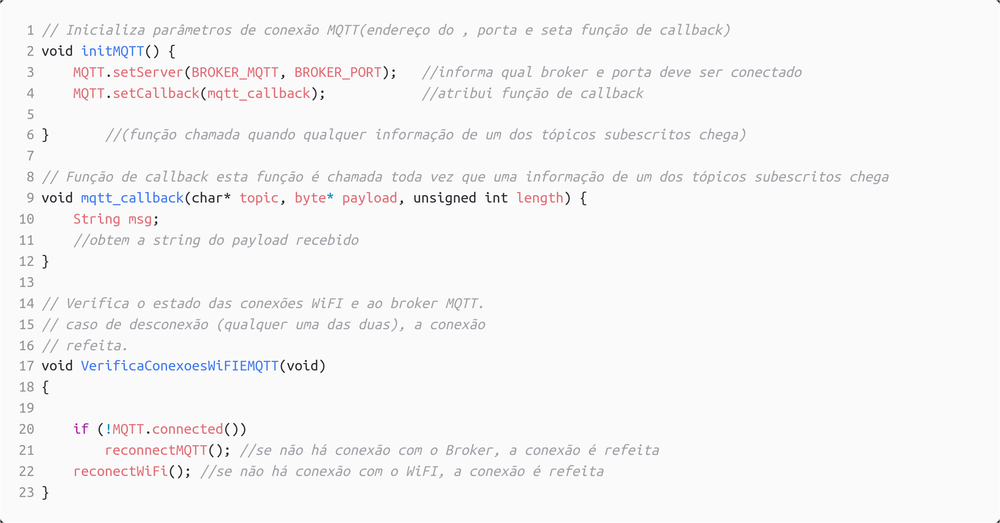 1 // Inicializa parâmetros de conexão MQTT(endereço do , porta e seta função de callback)
2 void initMQTT() {
3     MQTT.setServer(BROKER_MQTT, BROKER_PORT);   //informa qual broker e porta deve ser conectado
4     MQTT.setCallback(mqtt_callback);            //atribui função de callback
5
6 }       //(função chamada quando qualquer informação de um dos tópicos subescritos chega)
7
8 // Função de callback esta função é chamada toda vez que uma informação de um dos tópicos subescritos chega
9 void mqtt_callback(char* topic, byte* payload, unsigned int length) {
10     String msg;
11     //obtem a string do payload recebido
12 }
13
14 // Verifica o estado das conexões WiFI e ao broker MQTT.
15 // caso de desconexão (qualquer uma das duas), a conexão
16 // refeita.
17 void VerificaConexoesWiFIEMQTT(void)
18 {
19
20     if (!MQTT.connected())
21         reconnectMQTT(); //se não há conexão com o Broker, a conexão é refeita
22     reconectWiFi(); //se não há conexão com o WiFI, a conexão é refeita
23 }